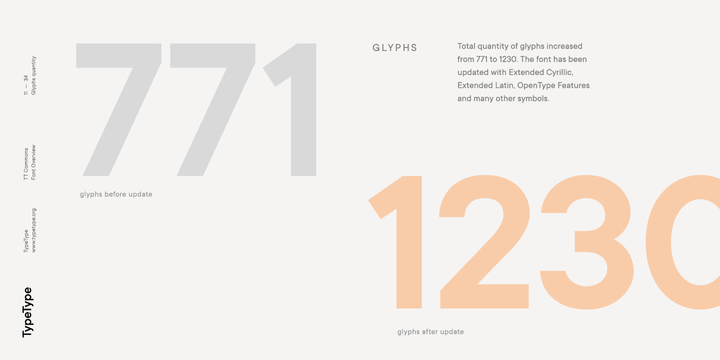 11 — 34
Glyphs quantity
TT Commons
Font Overview
TypeType
www.typetype.org
TypeType
771
glyphs before update
GLYPHS
Total quantity of glyphs increased
from 771 to 1230. The font has been
updated with Extended Cyrillic,
Extended Latin, OpenType Features
and many other symbols.
1230
glyphs after update